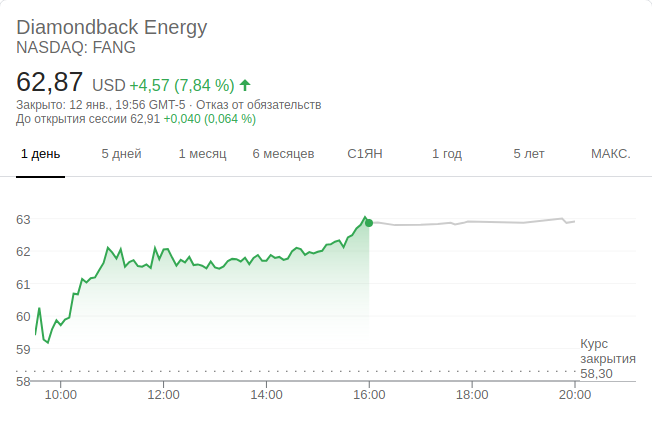 Diamondback Energy
NASDAQ: FANG
62,87 USD +4,57 (7,84 %)
Закрыто: 12 янв., 19:56 GMT-5 · Отказ от обязательств
До открытия сессии 62,91 +0,040 (0,064 %)
1 день 5 дней 1 месяц 6 месяцев С1ЯН 1 год 5 лет МАКС.
63
62
61
60
59
58
Курс
закрытия
58,30
10:00 12:00 14:00 16:00 18:00 20:00